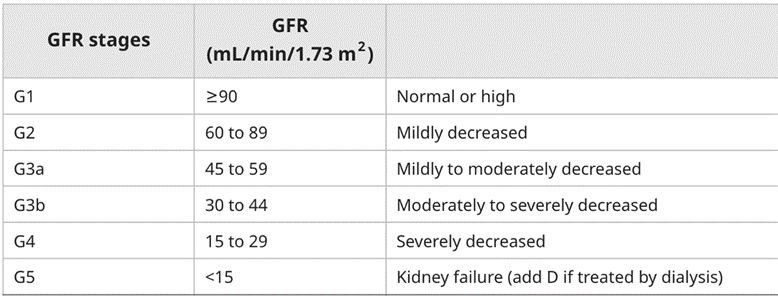 GFR stages GFR
(mL/min/1.73 m²)
G1 ≥90 Normal or high
G2 60 to 89 Mildly decreased
G3a 45 to 59 Mildly to moderately decreased
G3b 30 to 44 Moderately to severely decreased
G4 15 to 29 Severely decreased
G5 <15 Kidney failure (add D if treated by dialysis)